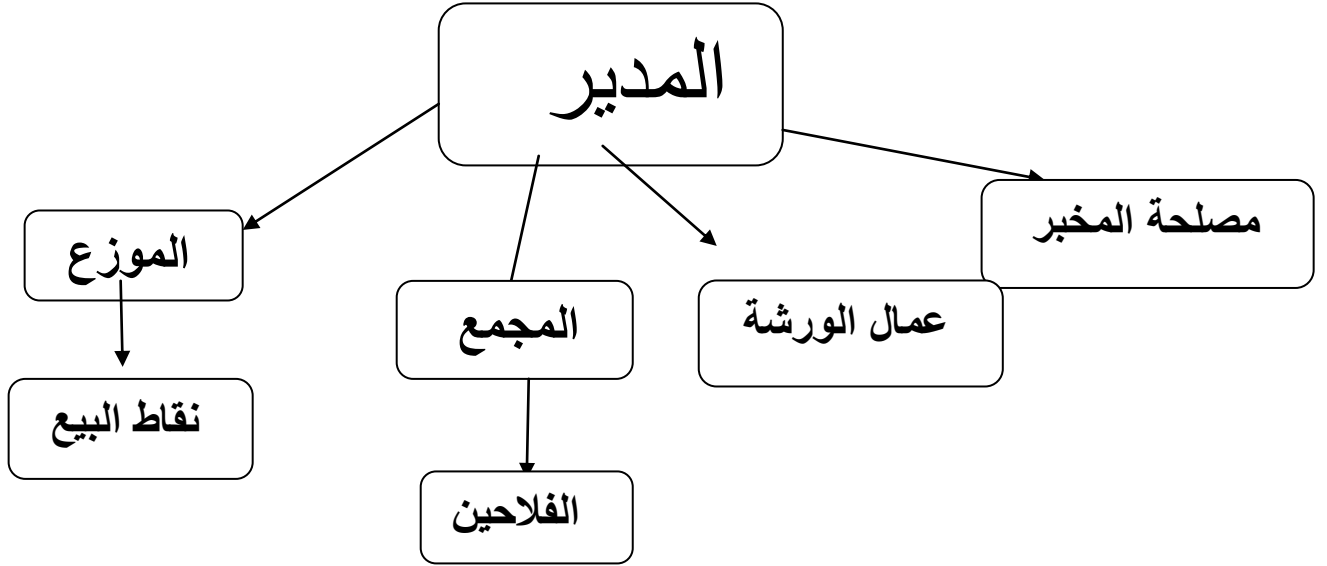 المدير
مصلحة المخبر
عمال الورشة
المجمع
الموزع
نقاط البيع
الفلاحين